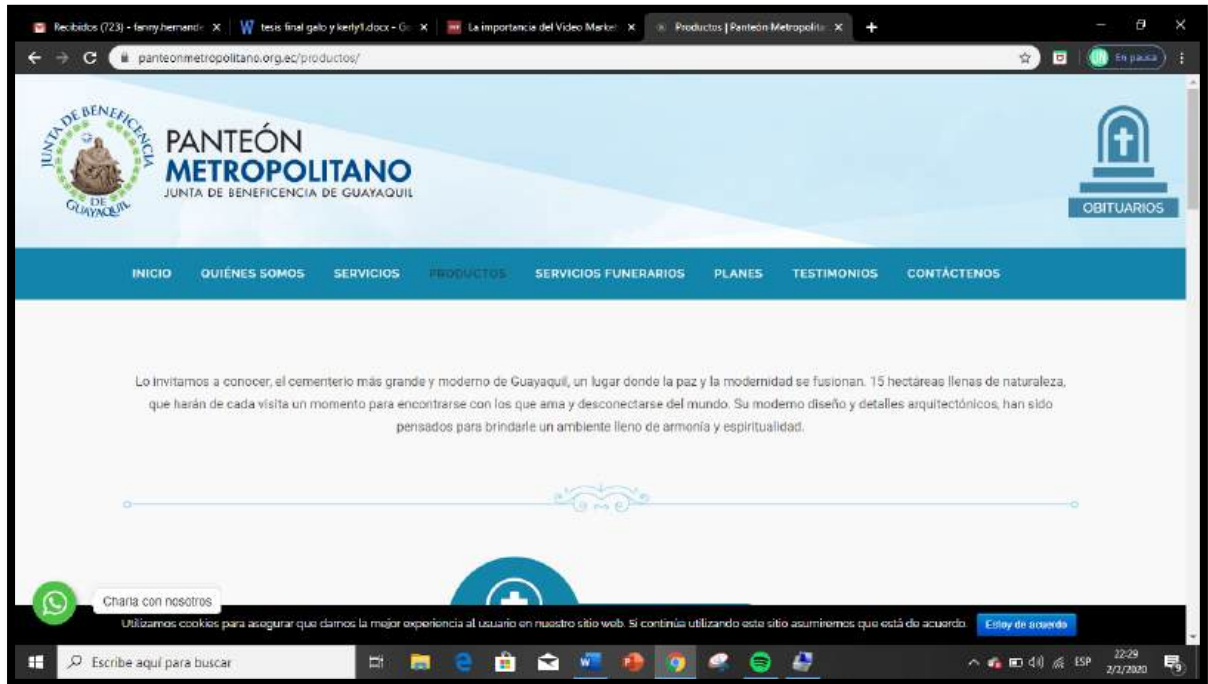 Recibidos (723) - fanny.hernand
tesis final galo y kerly1.docx - G
La importancia del Video Market
Productos | Panteón Metropolita
panteonmetropolitano.org.ec/productos/
En pausa
JUNTA DE BENEFICENCIA
DE
GUAYAQUIL
PANTEÓN
METROPOLITANO
JUNTA DE BENEFICENCIA DE GUAYAQUIL
OBITUARIOS
INICIO QUIÉNES SOMOS SERVICIOS PRODUCTOS SERVICIOS FUNERARIOS PLANES TESTIMONIOS CONTÁCTENOS
Lo invitamos a conocer, el cementerio más grande y moderno de Guayaquil, un lugar donde la paz y la modernidad se fusionan. 15 hectáreas llenas de naturaleza,
que harán de cada visita un momento para encontrarse con los que ama y desconectarse del mundo. Su moderno diseño y detalles arquitectónicos, han sido
pensados para brindarle un ambiente lleno de armonía y espiritualidad.
Charla con nosotros
Utilizamos cookies para asegurar que damos la mejor experiencia al usuario en nuestro sitio web. Si continúa utilizando este sitio asumiremos que está de acuerdo.
Estoy de acuerdo
Escribe aquí para buscar
ESP
22:29
2/2/2020